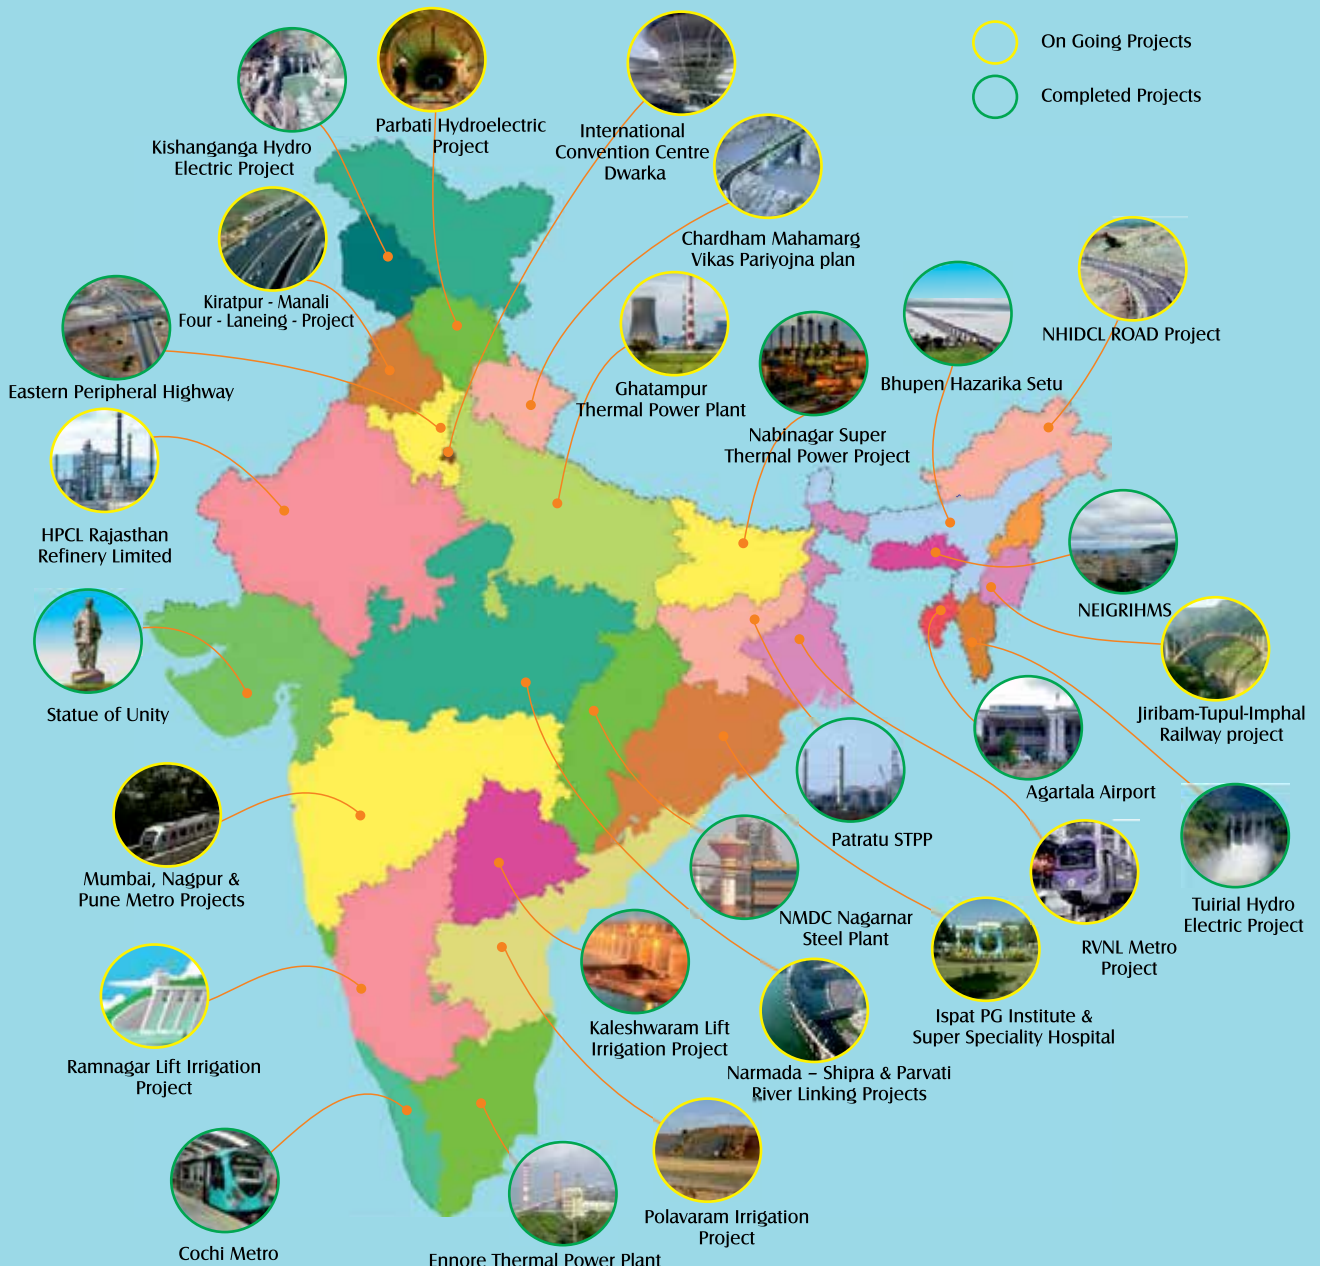 On Going Projects
Completed Projects
Parbati Hydroelectric
Project
International
Convention Centre
Dwarka
Kishanganga Hydro
Electric Project
Chardham Mahamarg
Vikas Pariyojna plan
Kiratpur - Manali
Four - Laneing - Project
NHIDCL ROAD Project
Eastern Peripheral Highway
Ghatampur
Thermal Power Plant
Bhupen Hazarika Setu
Nabinagar Super
Thermal Power Project
HPCL Rajasthan
Refinery Limited
NEIGRIHMS
Statue of Unity
Jiribam-Tupul-Imphal
Railway project
Agartala Airport
Patratu STPP
Mumbai, Nagpur &
Pune Metro Projects
NMDC Nagarnar
Steel Plant
Tuirial Hydro
Electric Project
RVNL Metro
Project
Ispat PG Institute &
Super Speciality Hospital
Kaleshwaram Lift
Irrigation Project
Ramnagar Lift Irrigation
Project
Narmada – Shipra & Parvati
River Linking Projects
Polavaram Irrigation
Project
Cochi Metro
Ennore Thermal Power Plant